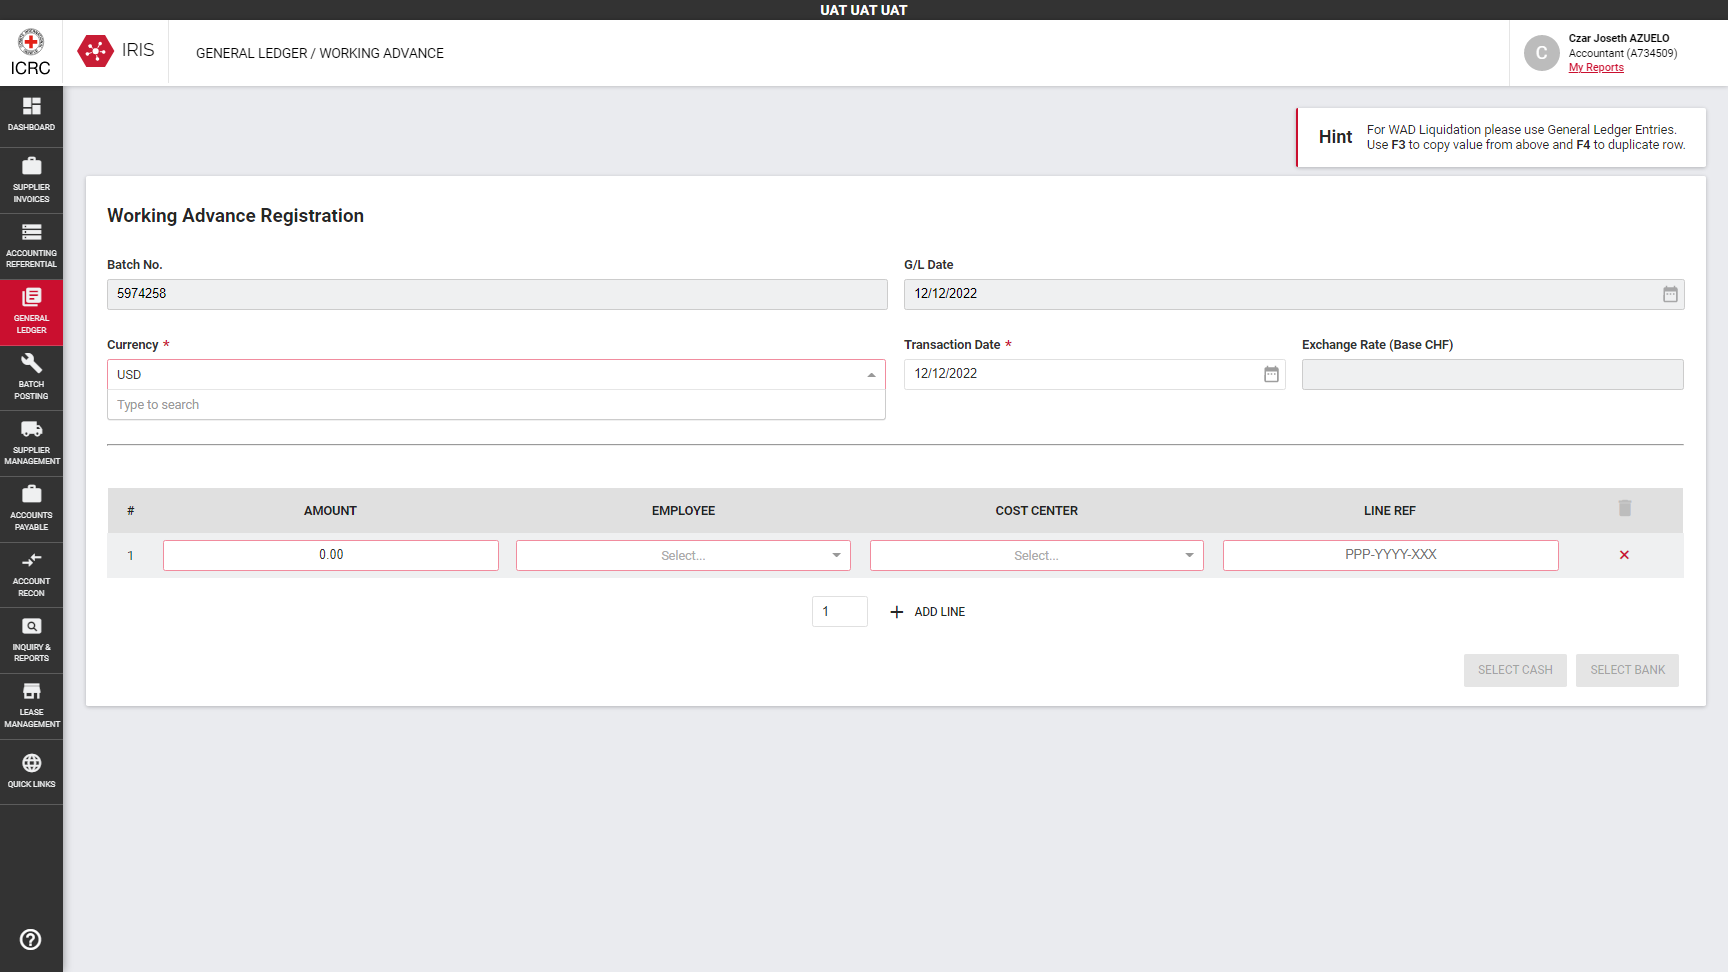 UAT UAT UAT
ICRC
IRIS
GENERAL LEDGER / WORKING ADVANCE
C
Czar Joseth AZUELO
Accountant (A734509)
My Reports
DASHBOARD
SUPPLIER
INVOICES
ACCOUNTING
REFERENTIAL
GENERAL
LEDGER
BATCH
POSTING
SUPPLIER
MANAGEMENT
ACCOUNTS
PAYABLE
ACCOUNT
RECON
INQUIRY &
REPORTS
LEASE
MANAGEMENT
QUICK LINKS
Hint
For WAD Liquidation please use General Ledger Entries.
Use F3 to copy value from above and F4 to duplicate row.
Working Advance Registration
Batch No.
5974258
G/L Date
12/12/2022
Currency *
USD
Type to search
Transaction Date *
12/12/2022
Exchange Rate (Base CHF)
# AMOUNT EMPLOYEE COST CENTER LINE REF
1 0.00 Select... Select... PPP-YYYY-XXX ×
1 + ADD LINE
SELECT CASH SELECT BANK